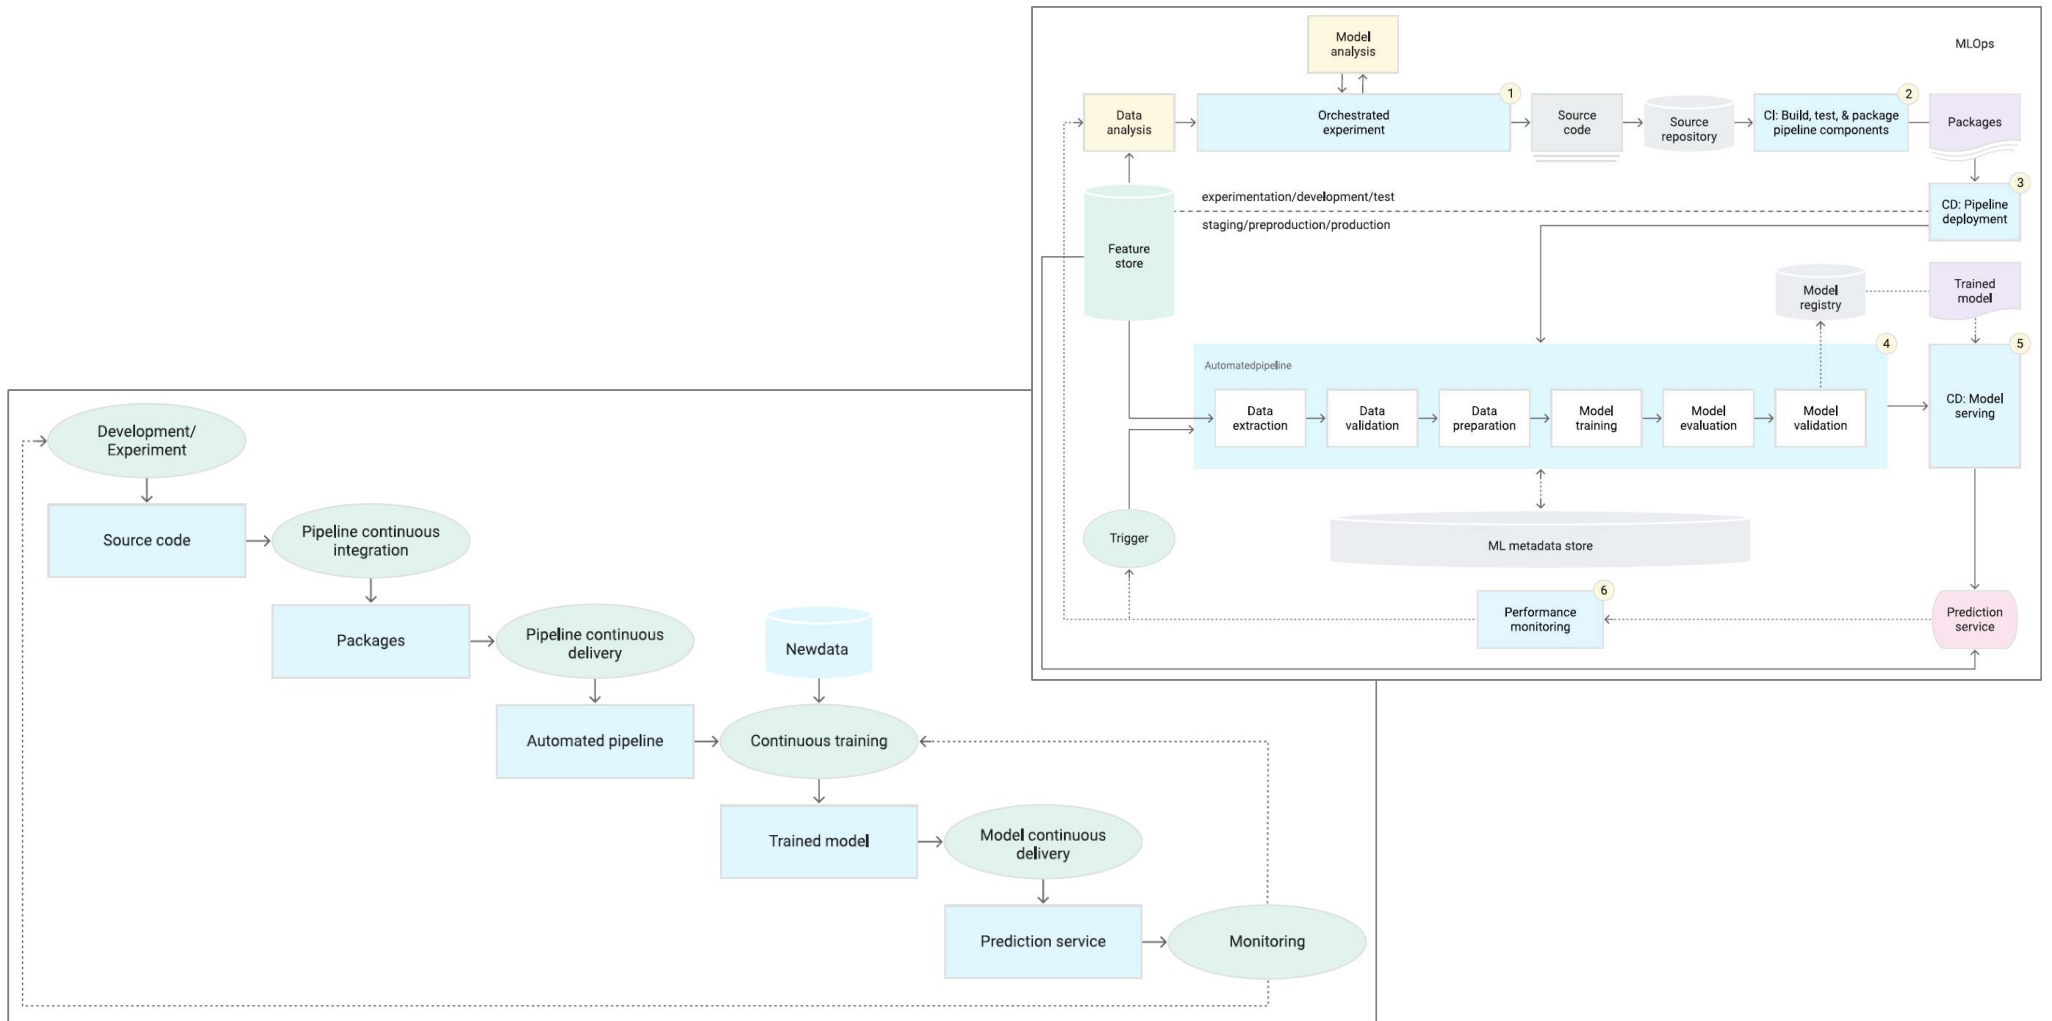 Model
analysis
MLOps
Data
analysis
Orchestrated
experiment
1
Source
code
Source
repository
CI: Build, test, & package
pipeline components
2
Packages
experimentation/development/test
staging/preproduction/production
CD: Pipeline
deployment
3
Feature
store
Model
registry
Trained
model
Automatedpipeline
4
Data
extraction
Data
validation
Data
preparation
Model
training
Model
evaluation
Model
validation
CD: Model
serving
5
Trigger
ML metadata store
Performance
monitoring
6
Prediction
service
Development/
Experiment
Source code
Pipeline continuous
integration
Packages
Pipeline continuous
delivery
Newdata
Automated pipeline
Continuous training
Trained model
Model continuous
delivery
Prediction service
Monitoring